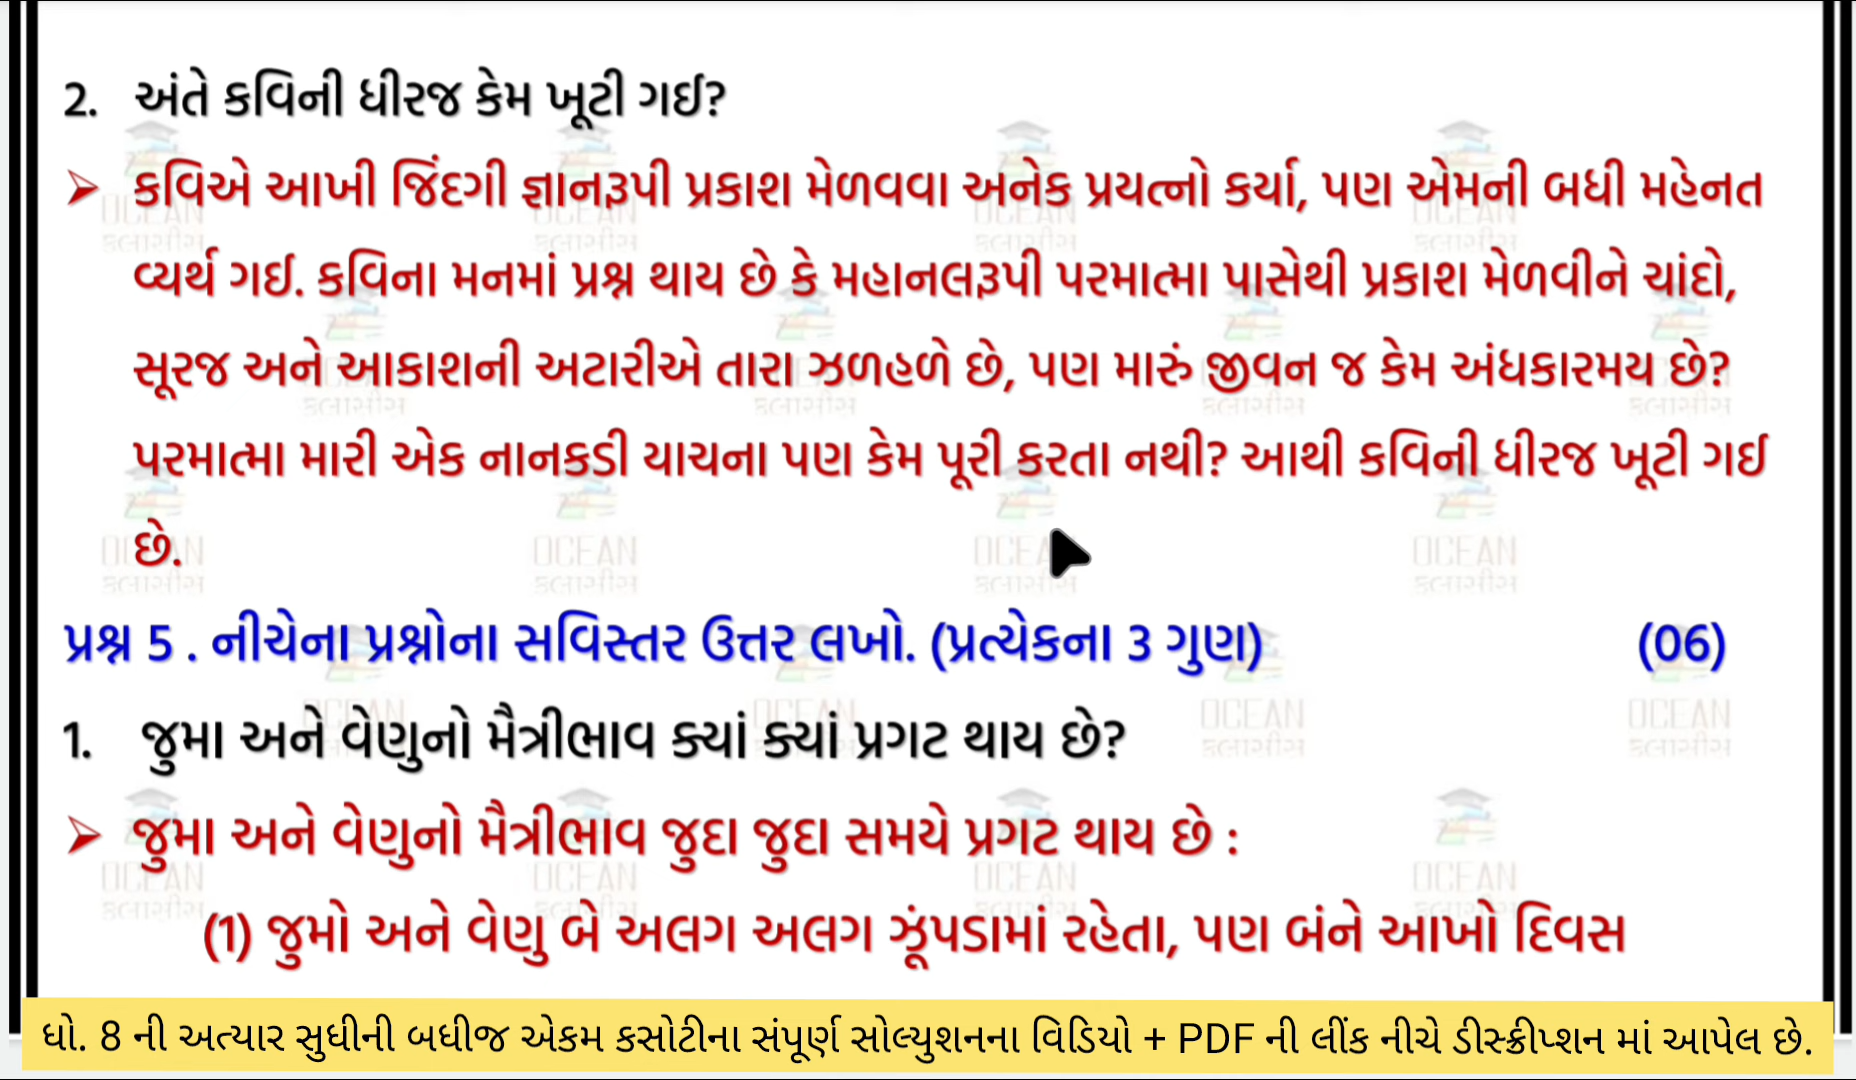 2. અંતે કવિની ધીરજ કેમ ખૂટી ગઈ?
➢ કવિએ આખી જિંદગી જ્ઞાનરૂપી પ્રકાશ મેળવવા અનેક પ્રયત્નો કર્યા, પણ એમની બધી મહેનત
વ્યર્થ ગઈ. કવિના મનમાં પ્રશ્ન થાય છે કે મહાનલરૂપી પરમાત્મા પાસેથી પ્રકાશ મેળવીને ચાંદો,
સૂરજ અને આકાશની અટારીએ તારા ઝળહળે છે, પણ મારું જીવન જ કેમ અંધકારમય છે?
પરમાત્મા મારી એક નાનકડી યાચના પણ કેમ પૂરી કરતા નથી? આથી કવિની ધીરજ ખૂટી ગઈ
છે.
પ્રશ્ન 5 . નીચેના પ્રશ્નોના સવિસ્તર ઉત્તર લખો. (પ્રત્યેકના 3 ગુણ) (06)
1. જુમા અને વેણુનો મૈત્રીભાવ ક્યાં ક્યાં પ્રગટ થાય છે?
➢ જુમા અને વેણુનો મૈત્રીભાવ જુદા જુદા સમયે પ્રગટ થાય છે :
(1) જુમો અને વેણુ બે અલગ અલગ ઝૂંપડામાં રહેતા, પણ બંને આખો દિવસ
ધો. 8 ની અત્યાર સુધીની બધીજ એકમ કસોટીના સંપૂર્ણ સોલ્યુશનના વિડિયો + PDF ની લીંક નીચે ડીસ્ક્રીપ્શન માં આપેલ છે.
OCEAN
કલાસીસ